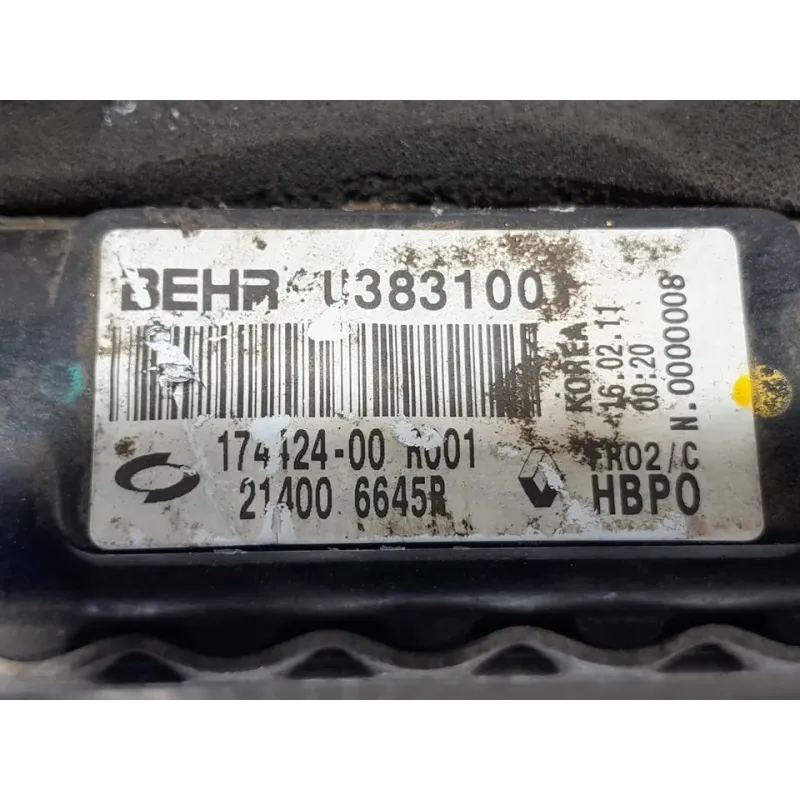 BEHR U383100
174424-00 R001
21400 6645R
KOREA
16.02.11
00:20
N.0000008
FR02/C
HBPO